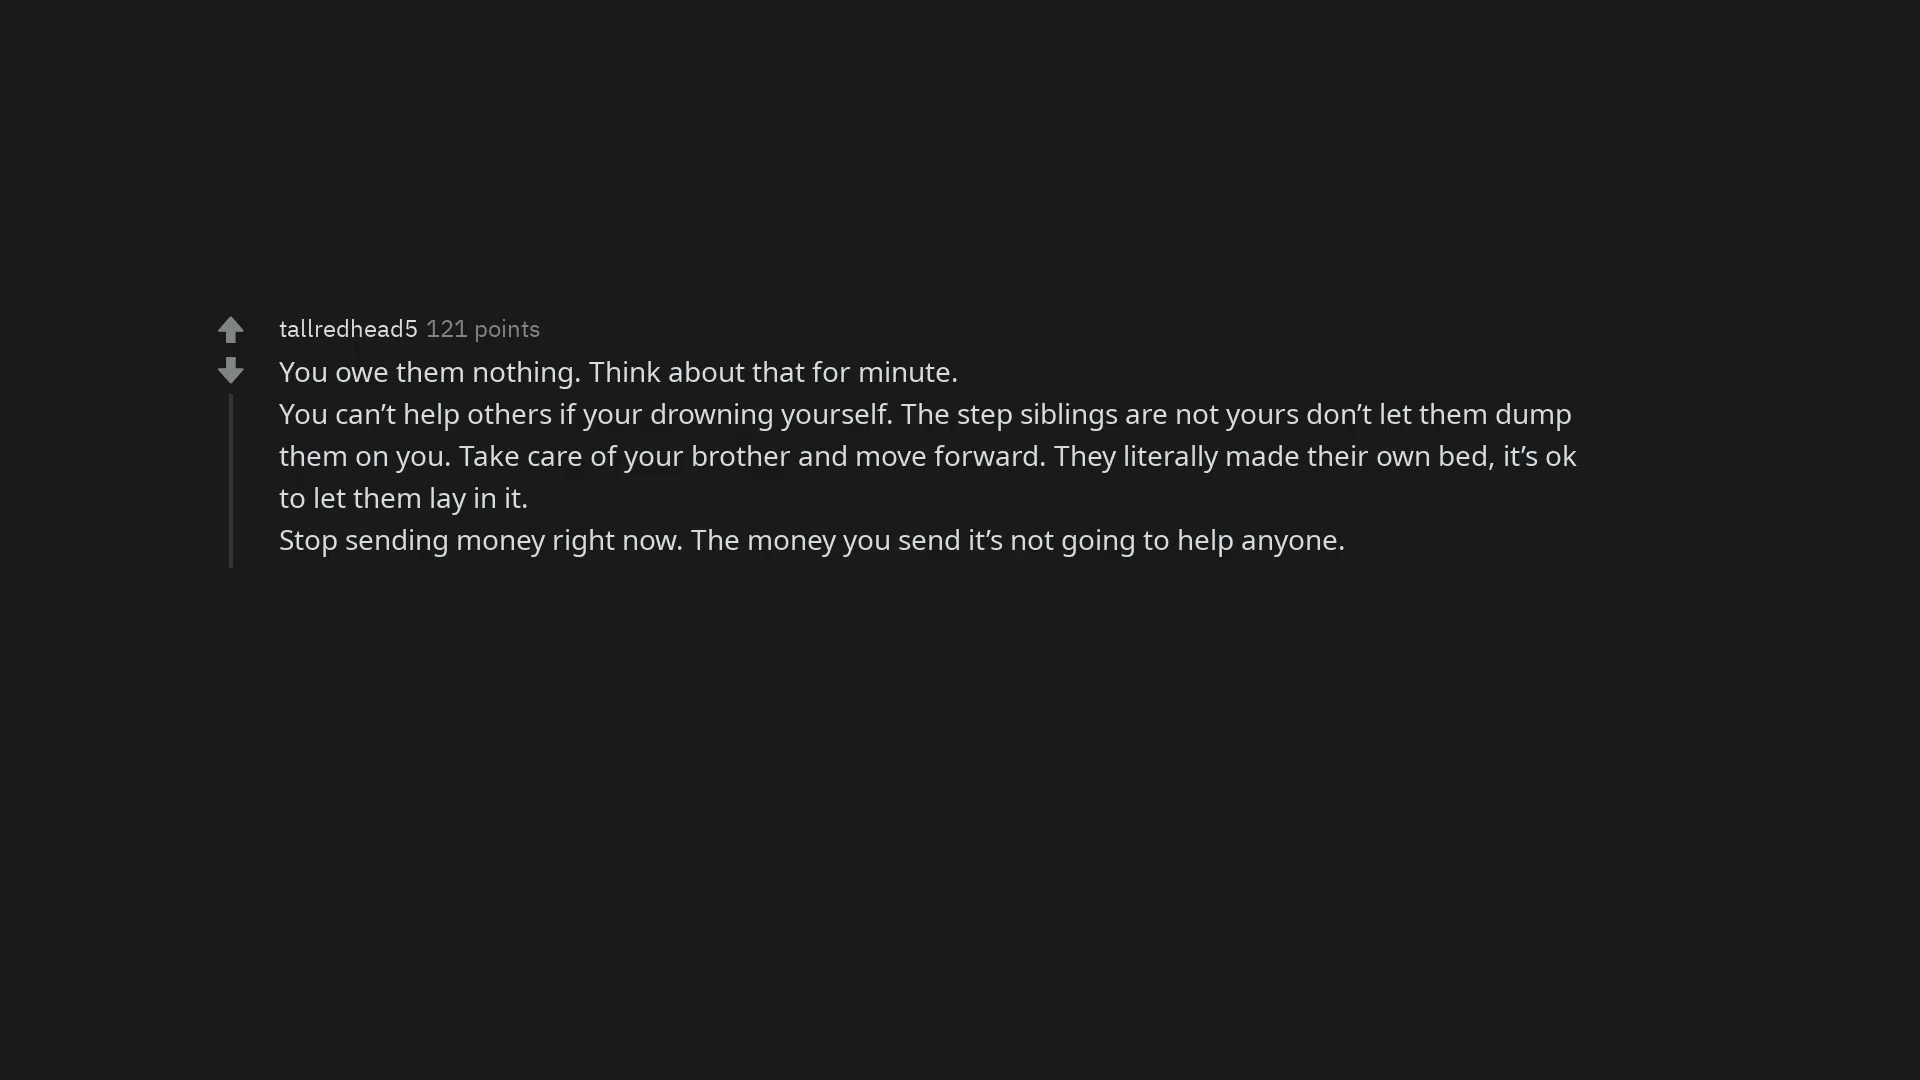 tallredhead5 121 points
You owe them nothing. Think about that for minute.
You can’t help others if your drowning yourself. The step siblings are not yours don’t let them dump
them on you. Take care of your brother and move forward. They literally made their own bed, it’s ok
to let them lay in it.
Stop sending money right now. The money you send it’s not going to help anyone.